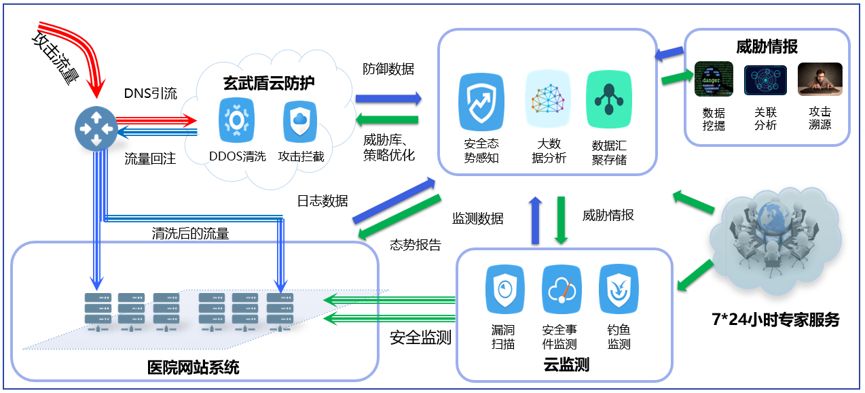 攻击流量
DNS引流
流量回注
玄武盾云防护
DDOS清洗
攻击拦截
防御数据
威胁库、
策略优化
安全态
势感知
大数
据分析
数据汇
聚存储
威胁情报
danger
数据
挖掘
关联
分析
攻击
溯源
日志数据
态势报告
监测数据
威胁情报
清洗后的流量
医院网站系统
安全监测
漏洞
扫描
安全事
件监测
钓鱼
监测
云监测
7*24小时专家服务